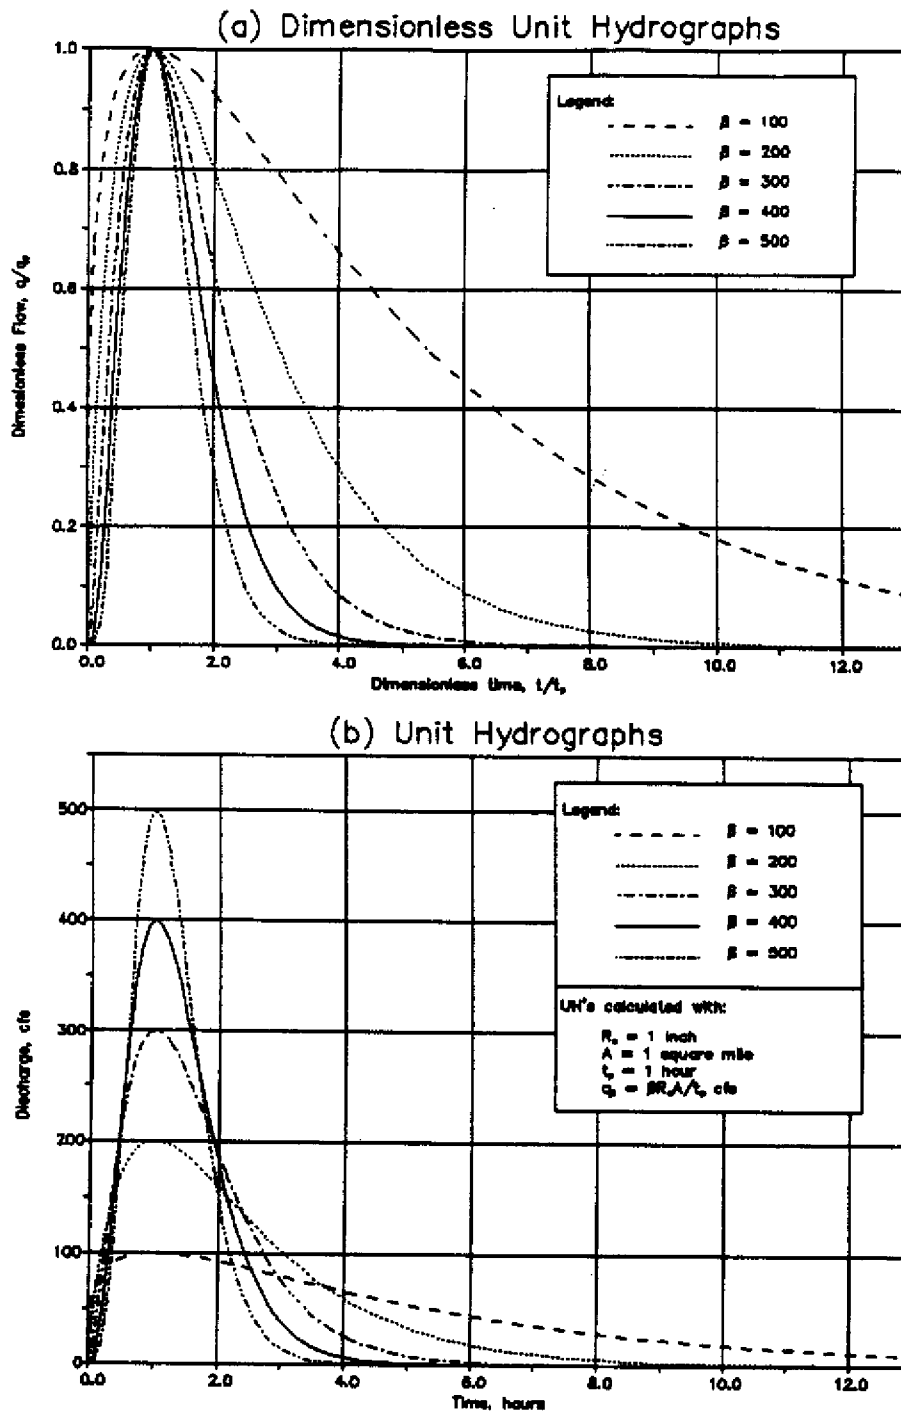 (a) Dimensionless Unit Hydrographs
1.0
0.8
0.6
0.4
0.2
0.0
Dimesionless Flow, q/qₚ
Legend:
β = 100
β = 200
β = 300
β = 400
β = 500
0.0 2.0 4.0 6.0 8.0 10.0 12.0
Dimensionless time, t/tₚ
(b) Unit Hydrographs
500
400
300
200
100
0
Discharge, cfs
Legend:
β = 100
β = 200
β = 300
β = 400
β = 500
UH's calculated with:
Rₑ = 1 inch
A = 1 square mile
tₚ = 1 hour
qₚ = βRₑA/tₚ cfs
0.0 2.0 4.0 6.0 8.0 10.0 12.0
Time, hours